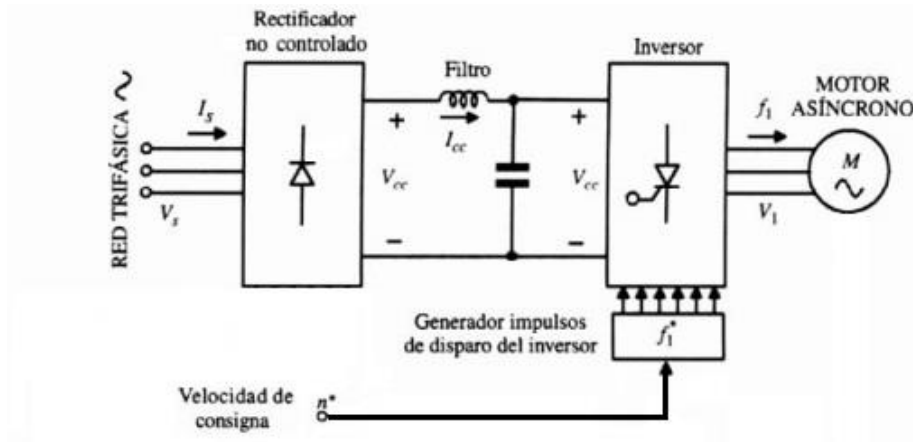 Rectificador
no controlado
Filtro
Inversor
MOTOR
ASÍNCRONO
RED TRIFÁSICA
I_s
I_cc
f_1
+
+
M
V_s
V_cc
V_cc
V_1
−
−
Generador impulsos
de disparo del inversor
f_1^*
Velocidad de
consigna
n*